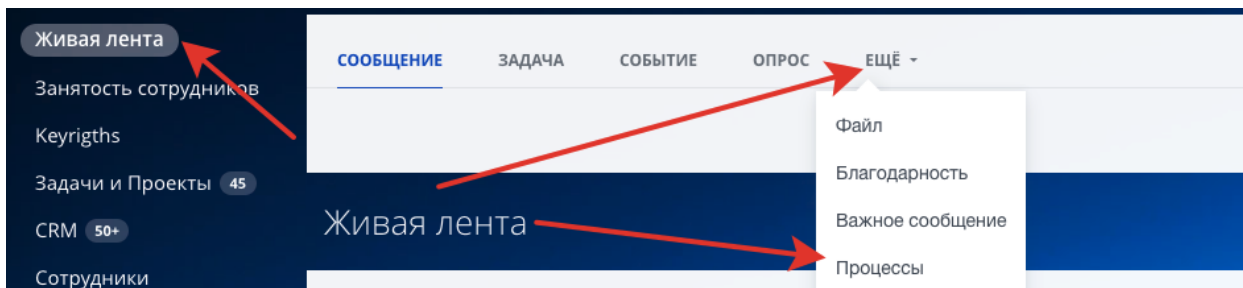 Живая лента
Занятость сотрудников
Keyrigths
Задачи и Проекты 45
CRM 50+
Сотрудники
СООБЩЕНИЕ ЗАДАЧА СОБЫТИЕ ОПРОС ЕЩЁ
Файл
Благодарность
Важное сообщение
Процессы
Живая лента